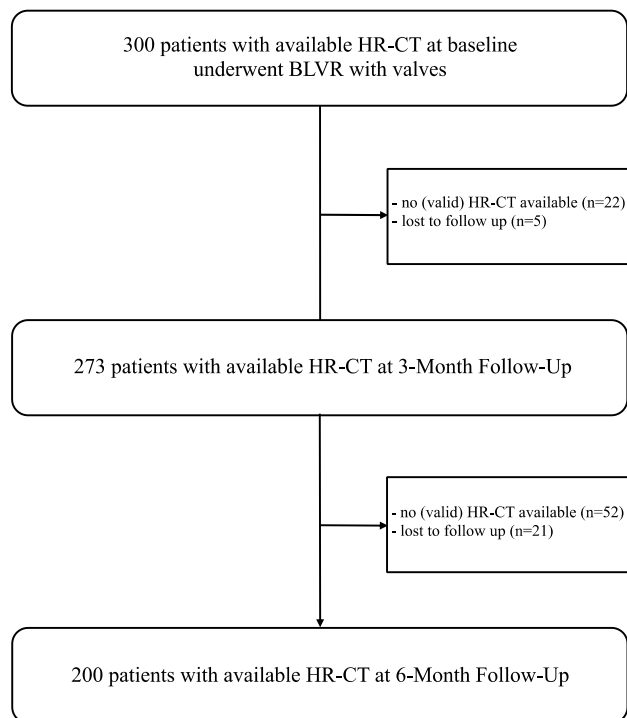 300 patients with available HR-CT at baseline
underwent BLVR with valves
- no (valid) HR-CT available (n=22)
- lost to follow up (n=5)
273 patients with available HR-CT at 3-Month Follow-Up
- no (valid) HR-CT available (n=52)
- lost to follow up (n=21)
200 patients with available HR-CT at 6-Month Follow-Up